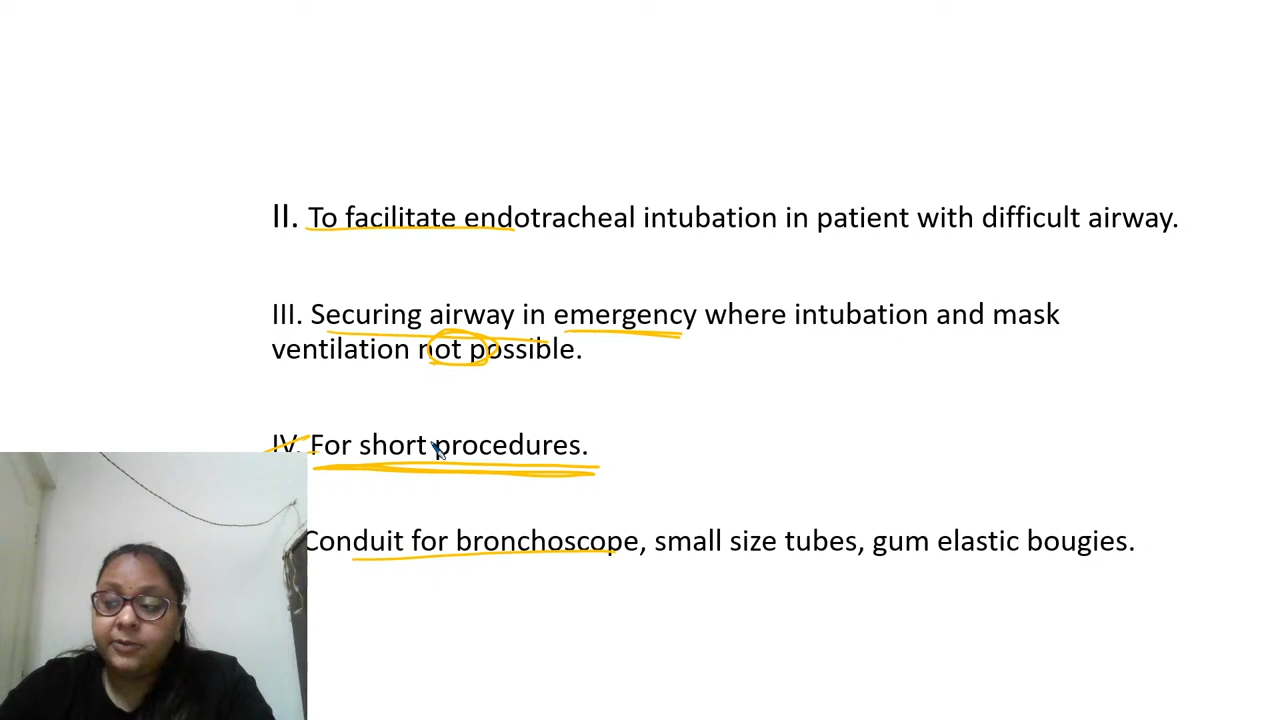 II. To facilitate endotracheal intubation in patient with difficult airway.
III. Securing airway in emergency where intubation and mask
ventilation not possible.
IV. For short procedures.
Conduit for bronchoscope, small size tubes, gum elastic bougies.